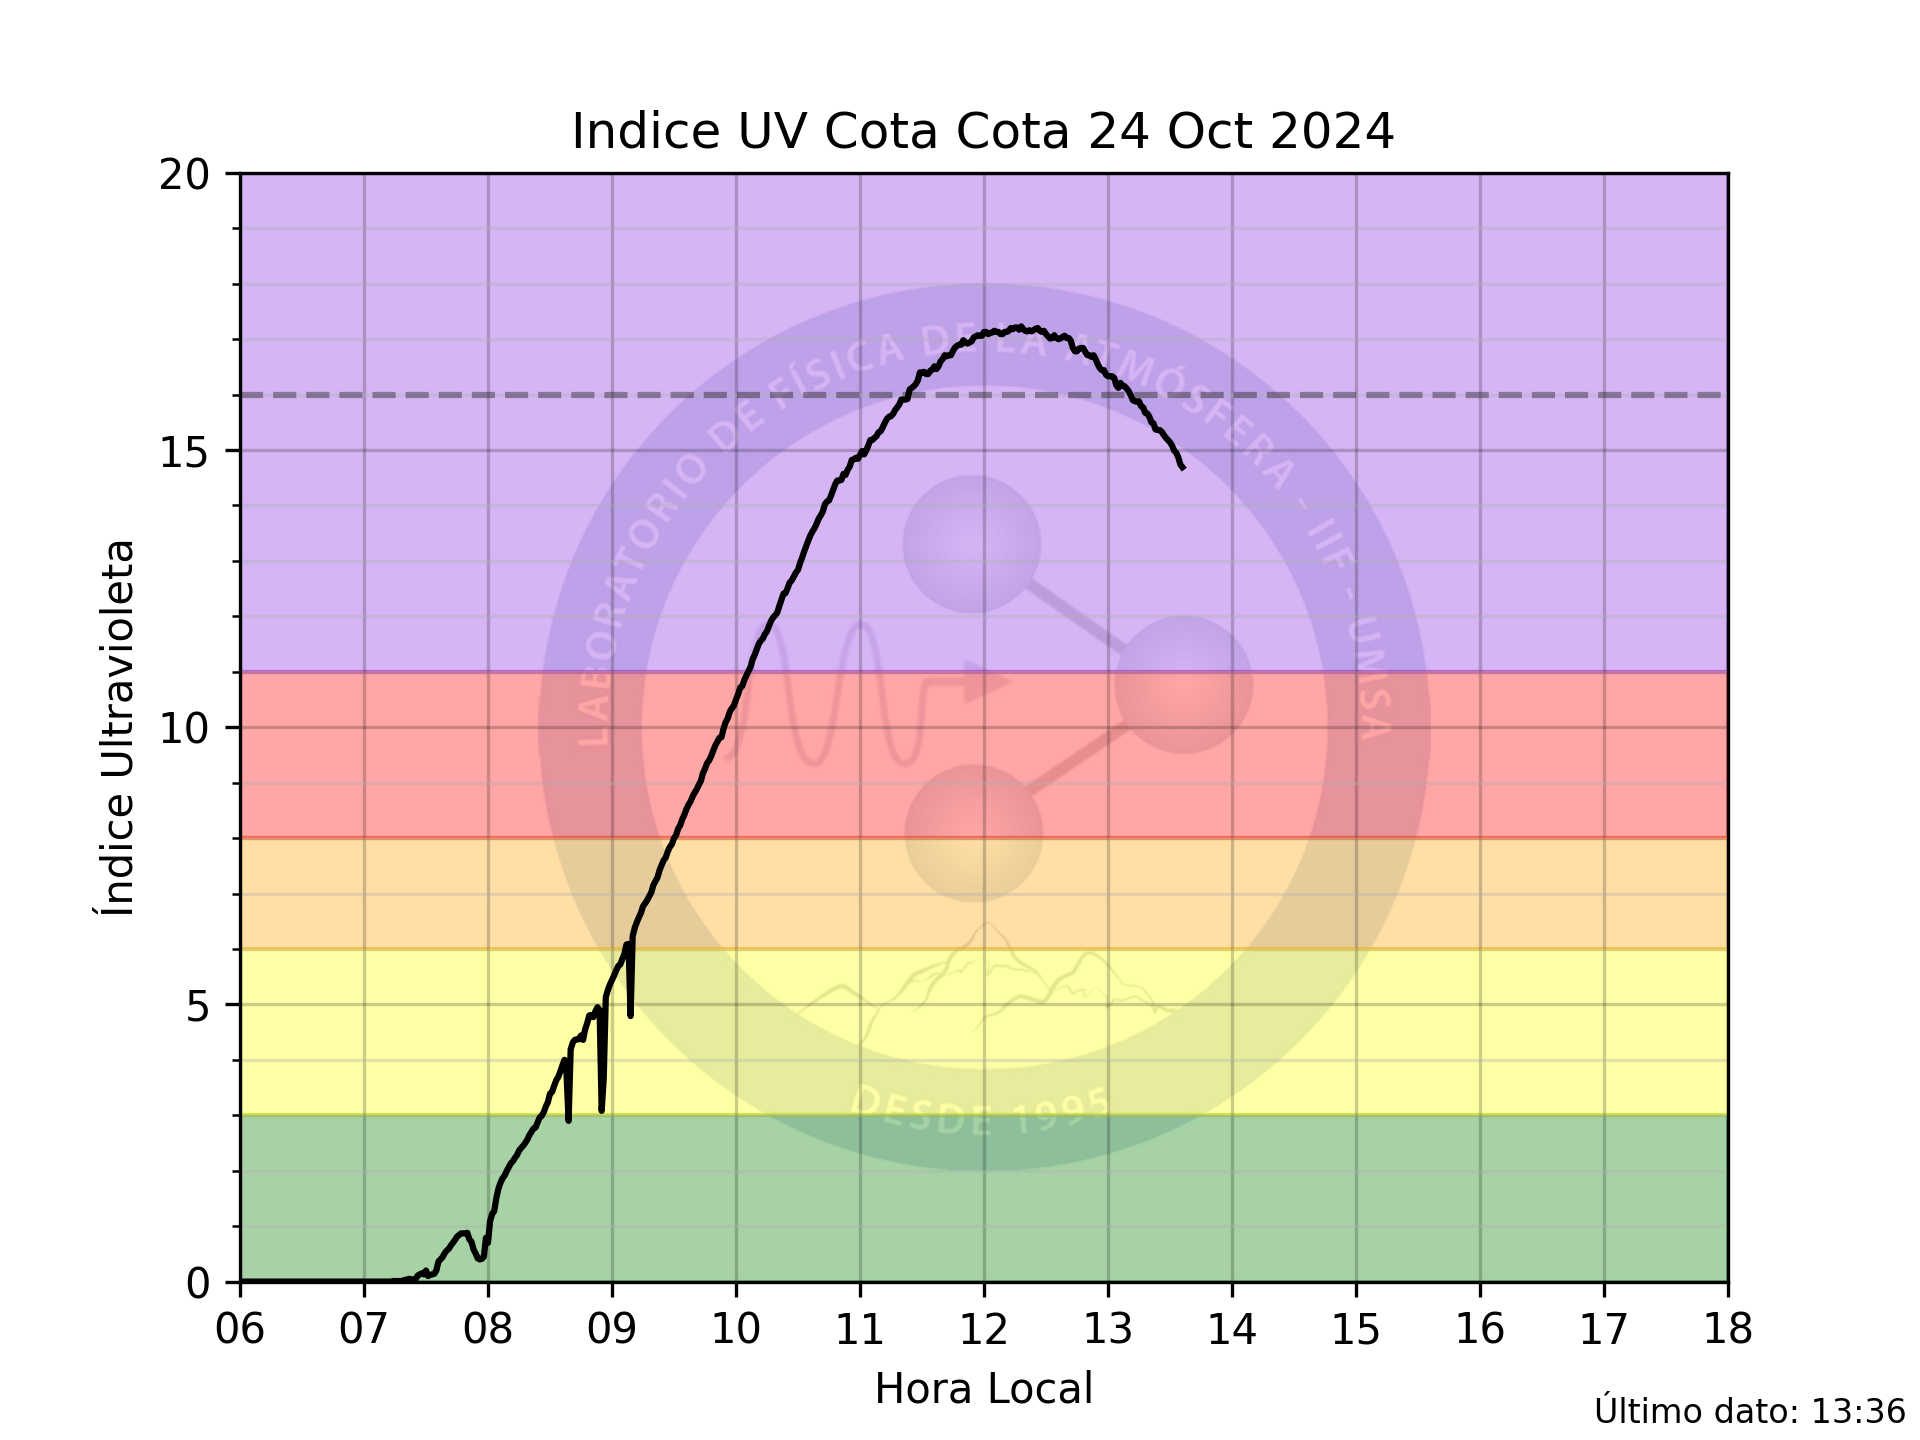 Indice UV Cota Cota 24 Oct 2024
20
15
10
5
0
Índice Ultravioleta
LABORATORIO DE FÍSICA DE LA ATMÓSFERA - IIF - UMSA
DESDE 1995
06 07 08 09 10 11 12 13 14 15 16 17 18
Hora Local
Último dato: 13:36